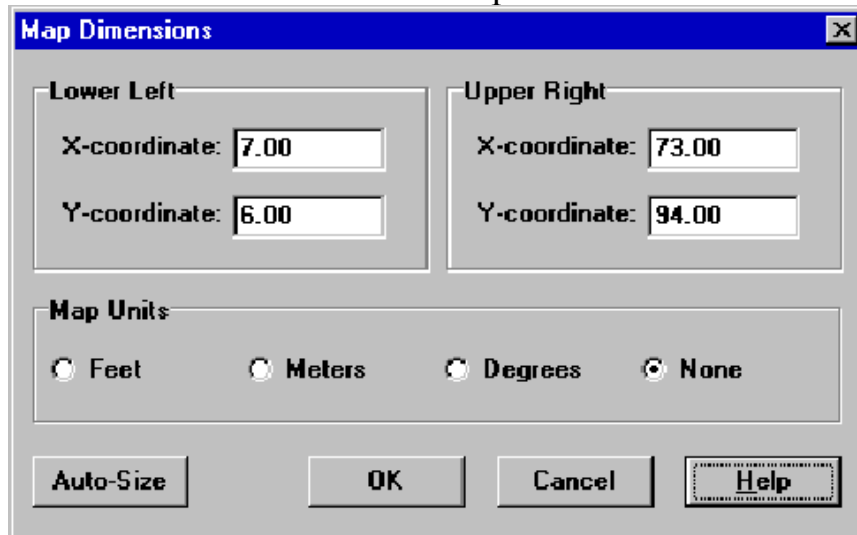 Map Dimensions
Lower Left
X-coordinate: 7.00
Y-coordinate: 6.00
Upper Right
X-coordinate: 73.00
Y-coordinate: 94.00
Map Units
Feet Meters Degrees None
Auto-Size OK Cancel Help